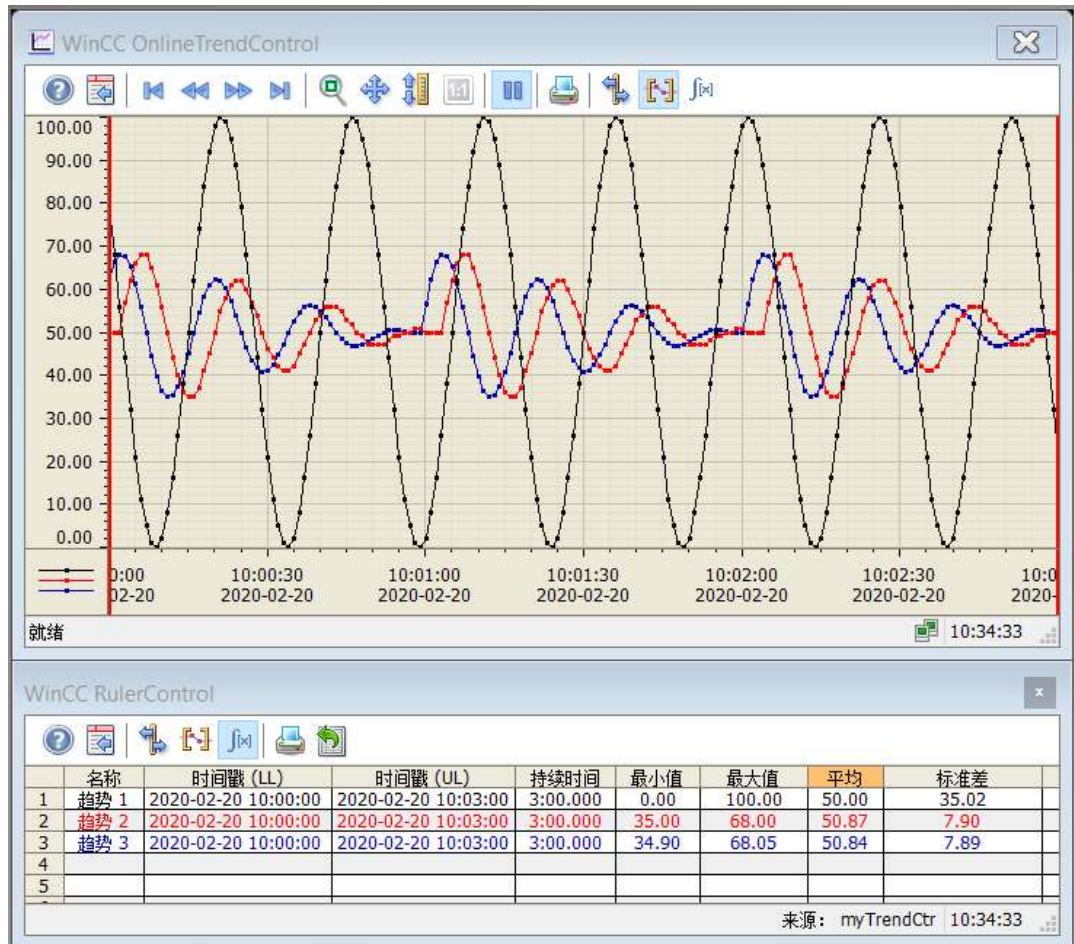 WinCC OnlineTrendControl
1:1 f[x]
100.00
90.00
80.00
70.00
60.00
50.00
40.00
30.00
20.00
10.00
0.00
0:00 10:00:30 10:01:00 10:01:30 10:02:00 10:02:30 10:0
02-20 2020-02-20 2020-02-20 2020-02-20 2020-02-20 2020-02-20 2020-
就绪 10:34:33
WinCC RulerControl
f[x]
名称 时间戳 (LL) 时间戳 (UL) 持续时间 最小值 最大值 平均 标准差
1 趋势 1 2020-02-20 10:00:00 2020-02-20 10:03:00 3:00.000 0.00 100.00 50.00 35.02
2 趋势 2 2020-02-20 10:00:00 2020-02-20 10:03:00 3:00.000 35.00 68.00 50.87 7.90
3 趋势 3 2020-02-20 10:00:00 2020-02-20 10:03:00 3:00.000 34.90 68.05 50.84 7.89
4
5
来源: myTrendCtr 10:34:33